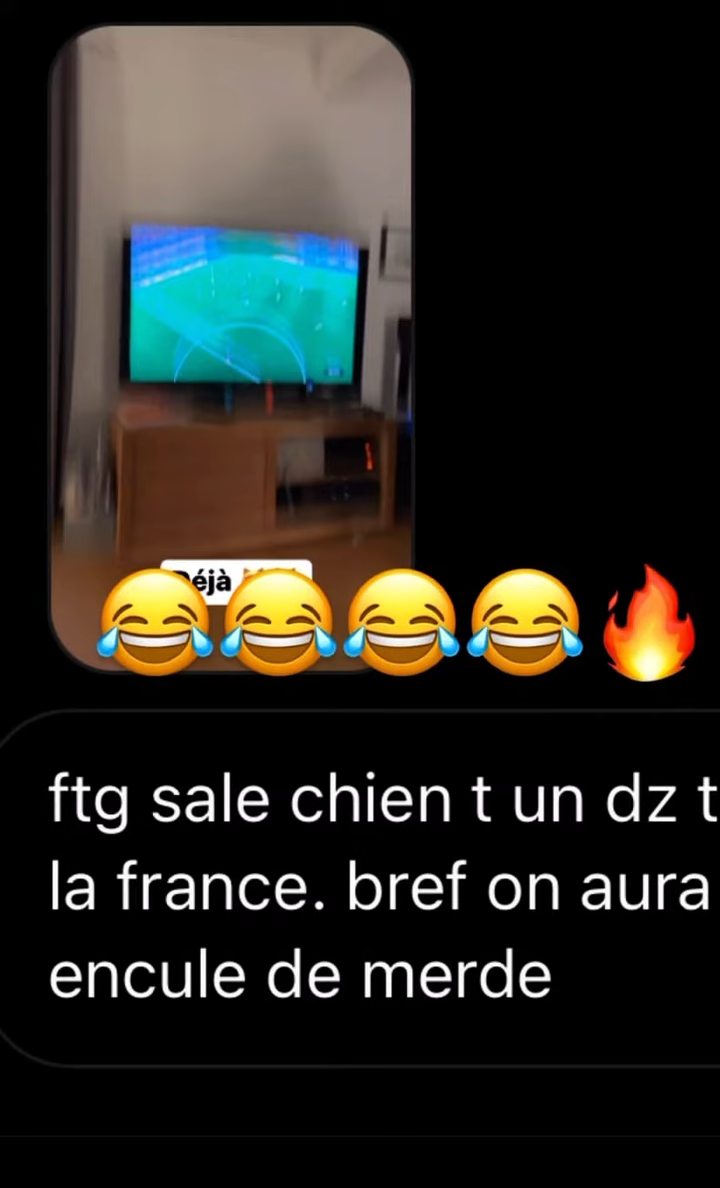 Déjà
😂😂😂😂🔥
ftg sale chien t un dz t
la france. bref on aura
encule de merde